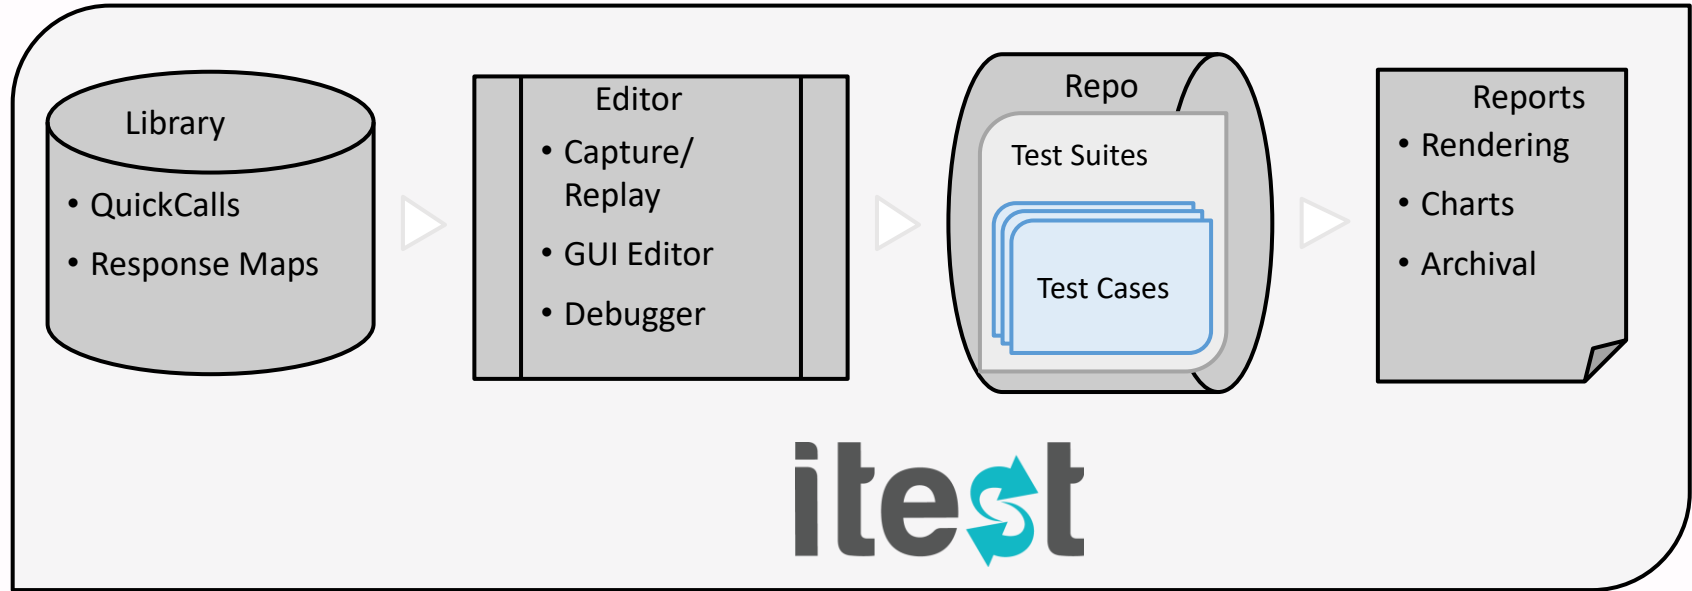 Library
• QuickCalls
• Response Maps
Editor
• Capture/
Replay
• GUI Editor
• Debugger
Repo
Test Suites
Test Cases
Reports
• Rendering
• Charts
• Archival
itest